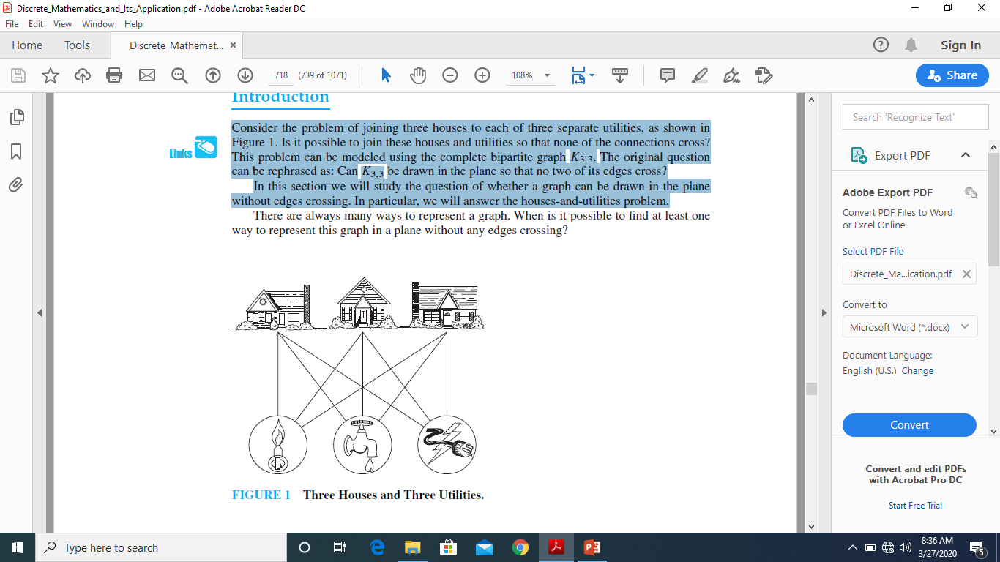 Discrete_Mathematics_and_Its_Application.pdf - Adobe Acrobat Reader DC
File Edit View Window Help
Home Tools Discrete_Mathemat... × Sign In
718 (739 of 1071) 108% Share
Introduction
Links
Consider the problem of joining three houses to each of three separate utilities, as shown in
Figure 1. Is it possible to join these houses and utilities so that none of the connections cross?
This problem can be modeled using the complete bipartite graph K3,3. The original question
can be rephrased as: Can K3,3 be drawn in the plane so that no two of its edges cross?
In this section we will study the question of whether a graph can be drawn in the plane
without edges crossing. In particular, we will answer the houses-and-utilities problem.
There are always many ways to represent a graph. When is it possible to find at least one
way to represent this graph in a plane without any edges crossing?
FIGURE 1 Three Houses and Three Utilities.
Search 'Recognize Text'
Export PDF
Adobe Export PDF
Convert PDF Files to Word
or Excel Online
Select PDF File
Discrete_Ma...ication.pdf
Convert to
Microsoft Word (*.docx)
Document Language:
English (U.S.) Change
Convert
Convert and edit PDFs
with Acrobat Pro DC
Start Free Trial
Type here to search
8:36 AM
3/27/2020
5